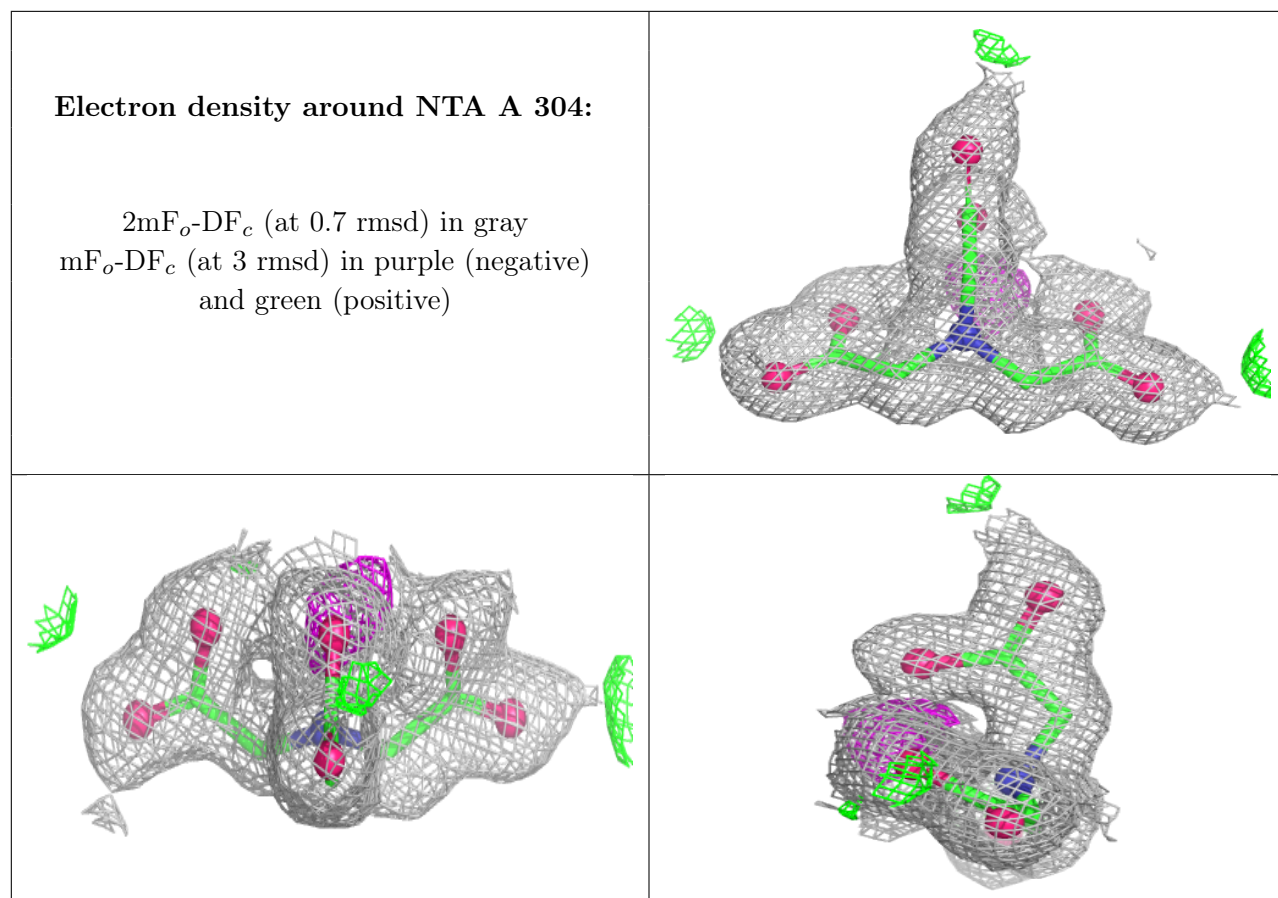 Electron density around NTA A 304:
2mFₒ-DF𝒸 (at 0.7 rmsd) in gray
mFₒ-DF𝒸 (at 3 rmsd) in purple (negative)
and green (positive)